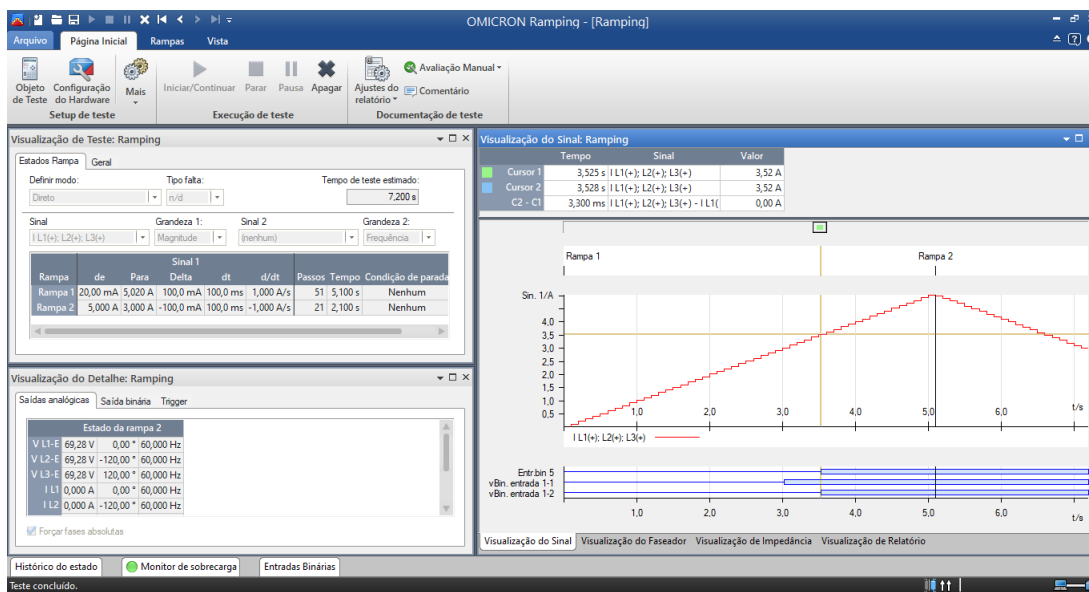 OMICRON Ramping - [Ramping]
Arquivo Página Inicial Rampas Vista
Objeto de Teste
Configuração do Hardware
Mais
Setup de teste
Iniciar/Continuar Parar Pausa Apagar
Execução de teste
Ajustes do relatório
Avaliação Manual
Comentário
Documentação de teste
Visualização de Teste: Ramping
Estados Rampa Geral
Definir modo: Tipo falta: Tempo de teste estimado:
Direto n/d 7,200 s
Sinal Grandeza 1: Sinal 2 Grandeza 2:
I L1(+); L2(+); L3(+) Magnitude (nenhum) Frequência
Sinal 1
Rampa de Para Delta dt d/dt Passos Tempo Condição de parada
Rampa 1 20,00 mA 5,020 A 100,0 mA 100,0 ms 1,000 A/s 51 5,100 s Nenhum
Rampa 2 5,000 A 3,000 A -100,0 mA 100,0 ms -1,000 A/s 21 2,100 s Nenhum
Visualização do Detalhe: Ramping
Saídas analógicas Saída binária Trigger
Estado da rampa 2
V L1-E 69,28 V 0,00 ° 60,000 Hz
V L2-E 69,28 V -120,00 ° 60,000 Hz
V L3-E 69,28 V 120,00 ° 60,000 Hz
I L1 0,000 A 0,00 ° 60,000 Hz
I L2 0,000 A -120,00 ° 60,000 Hz
Forçar fases absolutas
Visualização do Sinal: Ramping
Tempo Sinal Valor
Cursor 1 3,525 s I L1(+); L2(+); L3(+) 3,52 A
Cursor 2 3,528 s I L1(+); L2(+); L3(+) 3,52 A
C2 - C1 3,300 ms I L1(+); L2(+); L3(+) - I L1( 0,00 A
Rampa 1 Rampa 2
Sin. 1/A
4,0
3,5
3,0
2,5
2,0
1,5
1,0
0,5
1,0 2,0 3,0 4,0 5,0 6,0 t/s
I L1(+); L2(+); L3(+)
Entr.bin 5
vBin. entrada 1-1
vBin. entrada 1-2
1,0 2,0 3,0 4,0 5,0 6,0 t/s
Visualização do Sinal Visualização do Faseador Visualização de Impedância Visualização de Relatório
Histórico do estado Monitor de sobrecarga Entradas Binárias
Teste concluído.